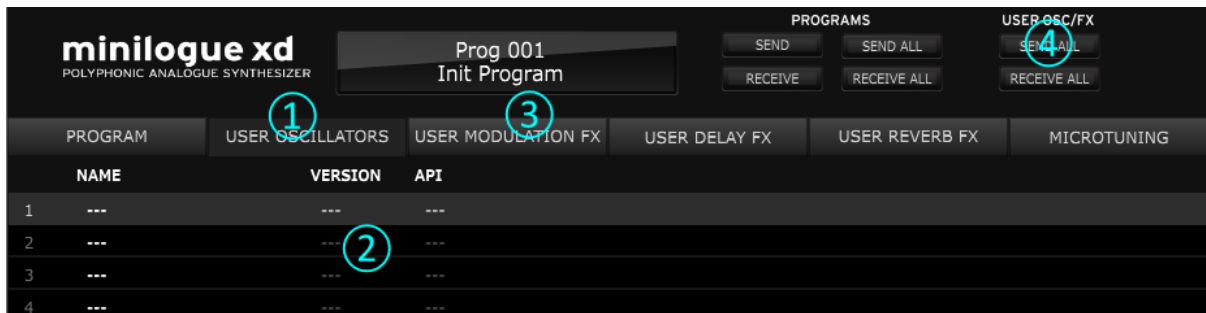 PROGRAMS USER OSC/FX
minilogue xd
POLYPHONIC ANALOGUE SYNTHESIZER
Prog 001
Init Program
SEND SEND ALL SEND ALL
RECEIVE RECEIVE ALL RECEIVE ALL
4
1
3
PROGRAM USER OSCILLATORS USER MODULATION FX USER DELAY FX USER REVERB FX MICROTUNING
NAME VERSION API
1 --- --- ---
2 --- --- ---
2
3 --- --- ---
4 --- --- ---